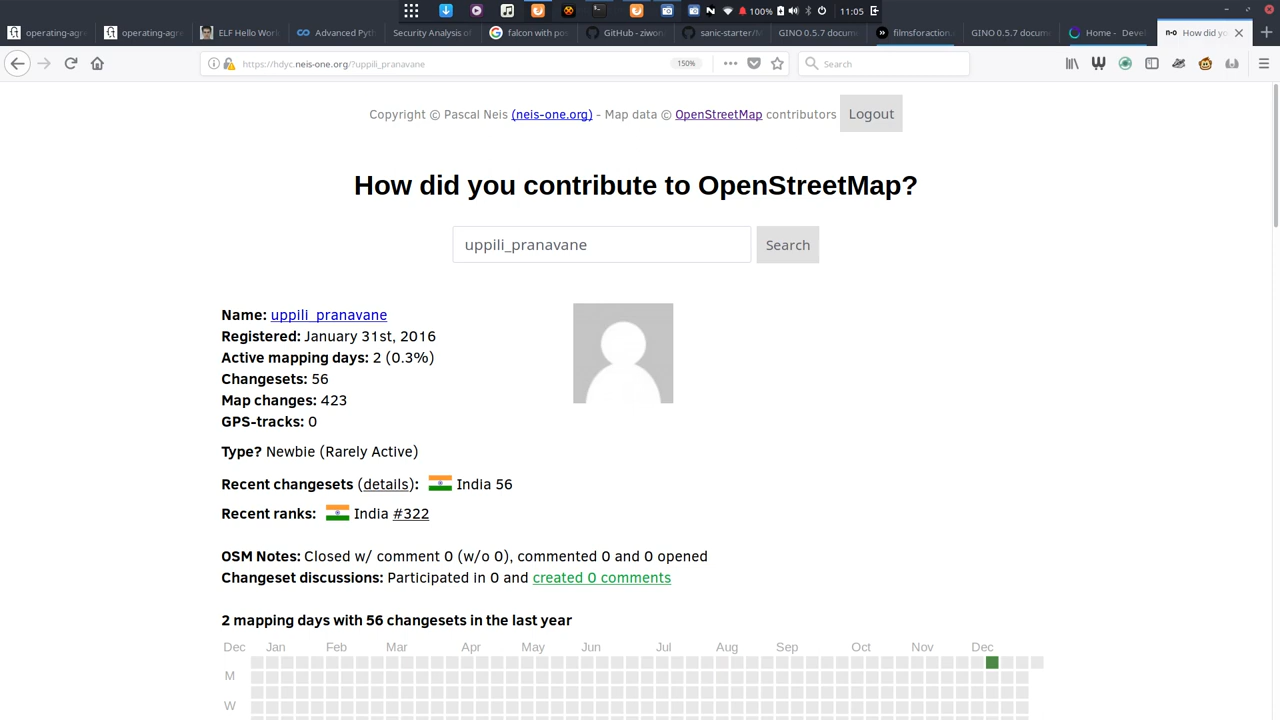 100%
11:05
operating-agr
operating-agr
ELF Hello Worl
Advanced Pyth
Security Analysis of
falcon with pos
GitHub - ziwon
sanic-starter/M
GINO 0.5.7 docum
filmsforaction.
GINO 0.5.7 docum
Home - Devel
n-o
How did yo
https://hdyc.neis-one.org/?uppili_pranavane
150%
Search
Copyright © Pascal Neis (neis-one.org) - Map data © OpenStreetMap contributors
Logout
How did you contribute to OpenStreetMap?
uppili_pranavane
Search
Name: uppili_pranavane
Registered: January 31st, 2016
Active mapping days: 2 (0.3%)
Changesets: 56
Map changes: 423
GPS-tracks: 0
Type? Newbie (Rarely Active)
Recent changesets (details): India 56
Recent ranks: India #322
OSM Notes: Closed w/ comment 0 (w/o 0), commented 0 and 0 opened
Changeset discussions: Participated in 0 and created 0 comments
2 mapping days with 56 changesets in the last year
Dec Jan Feb Mar Apr May Jun Jul Aug Sep Oct Nov Dec
M
W